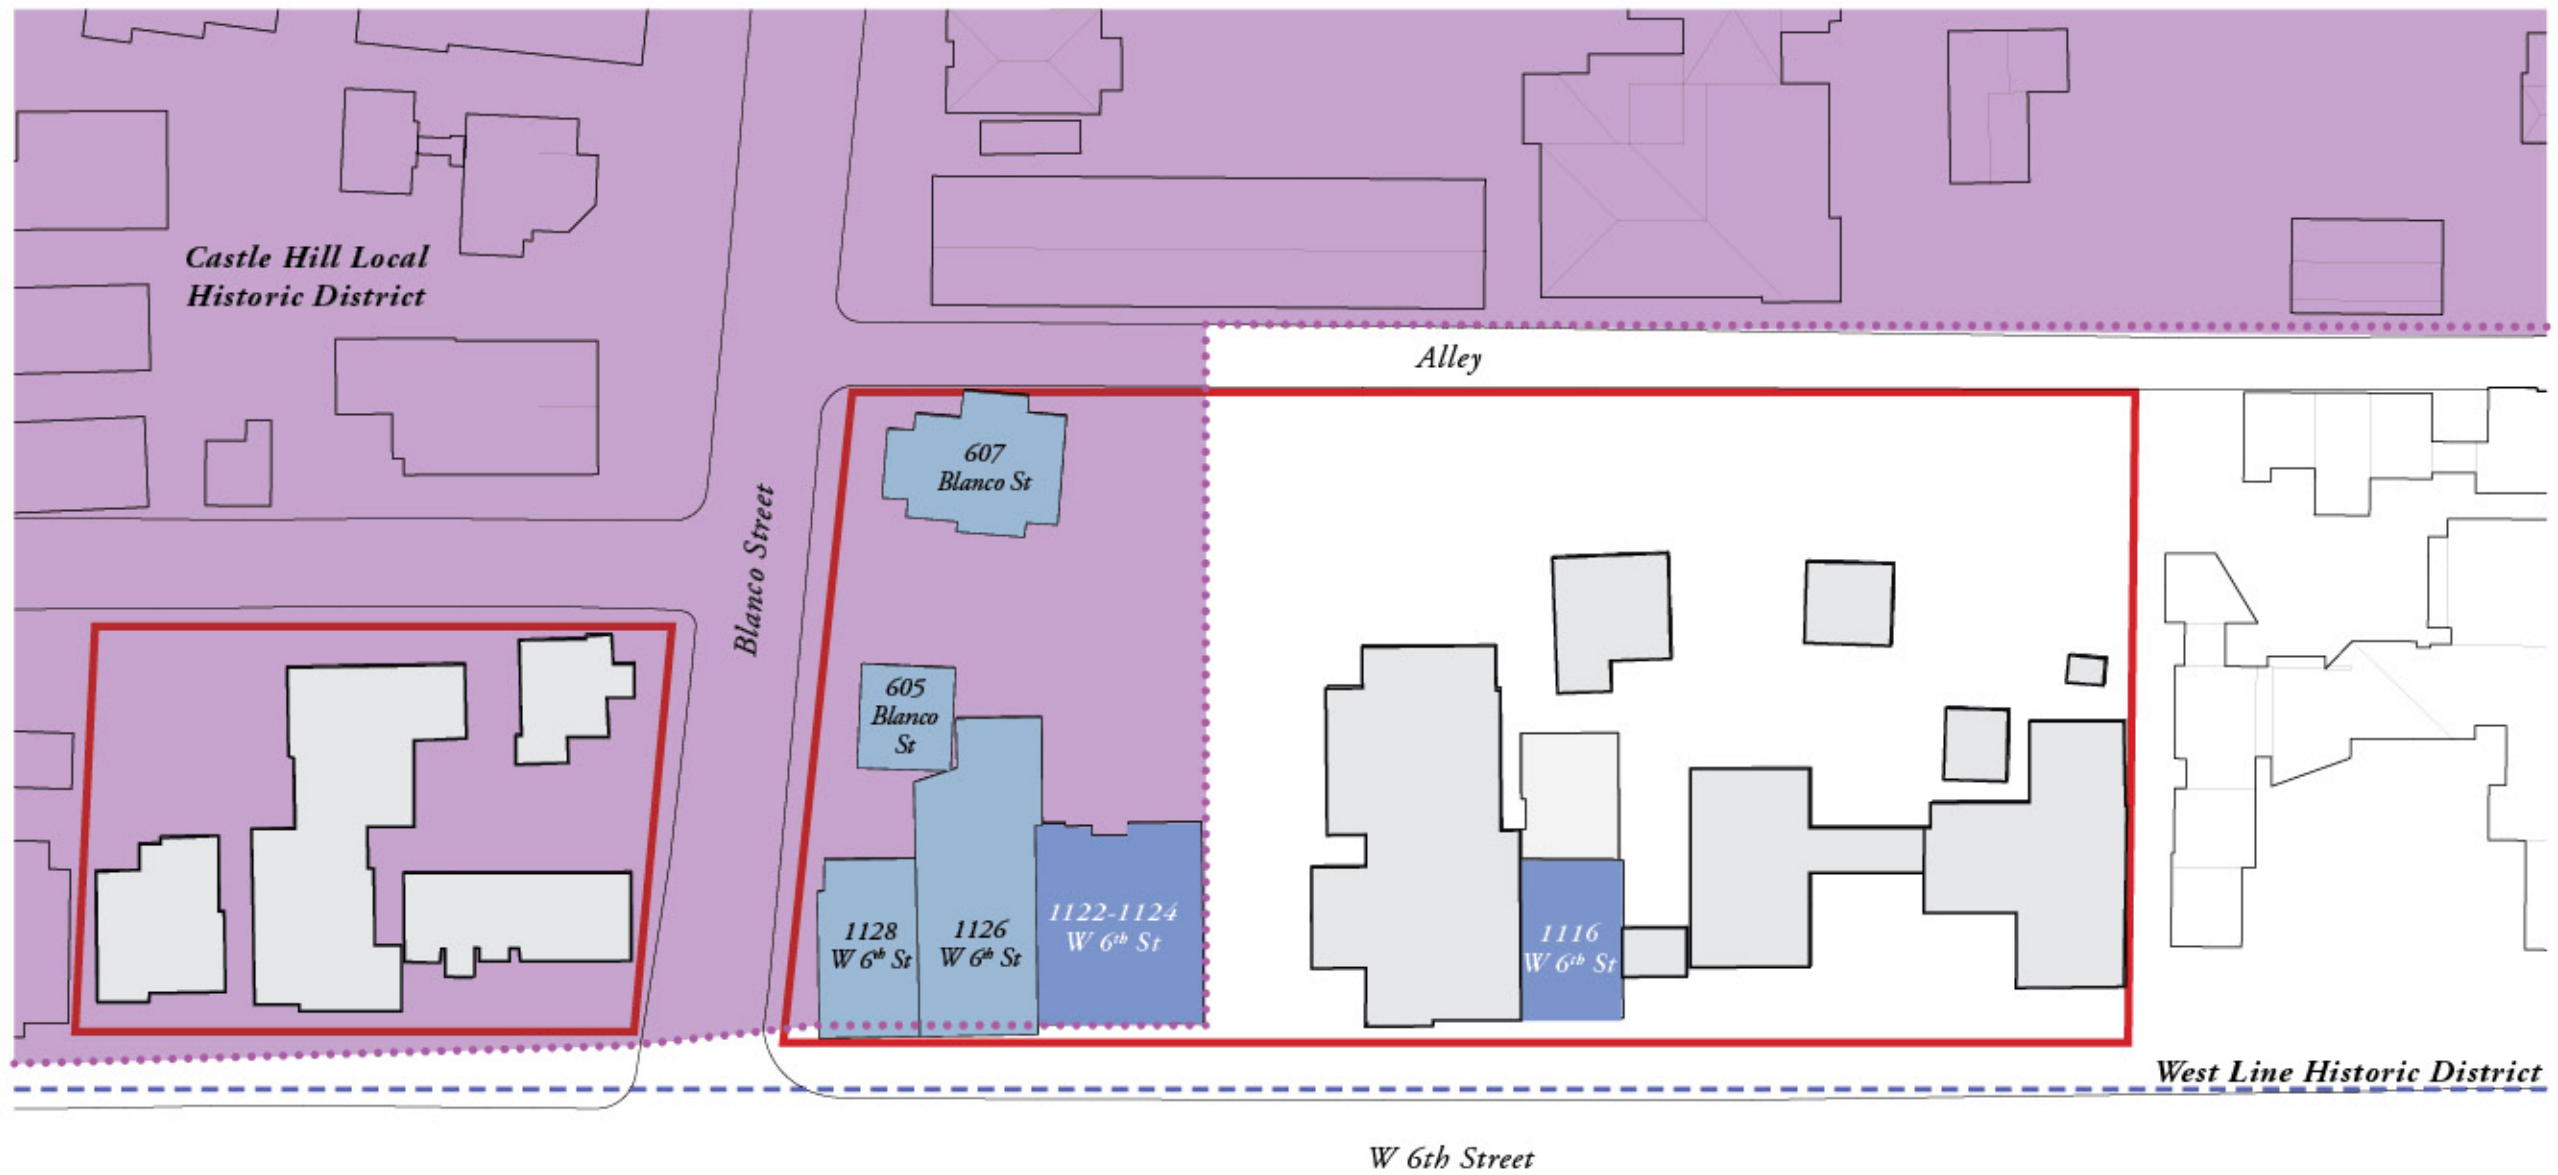 Castle Hill Local
Historic District
Alley
607
Blanco St
Blanco Street
605
Blanco
St
1128
W 6th St
1126
W 6th St
1122-1124
W 6th St
1116
W 6th St
West Line Historic District
W 6th Street